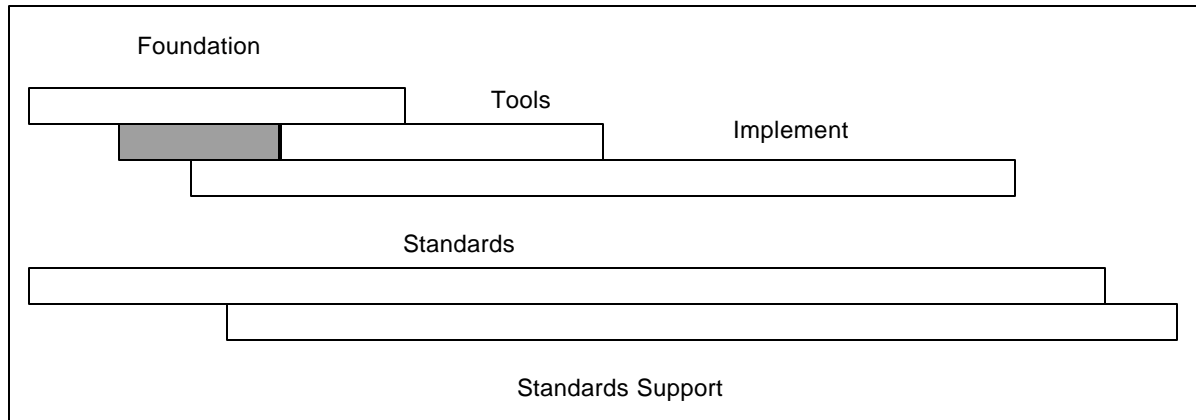 Foundation
Tools
Implement
Standards
Standards Support